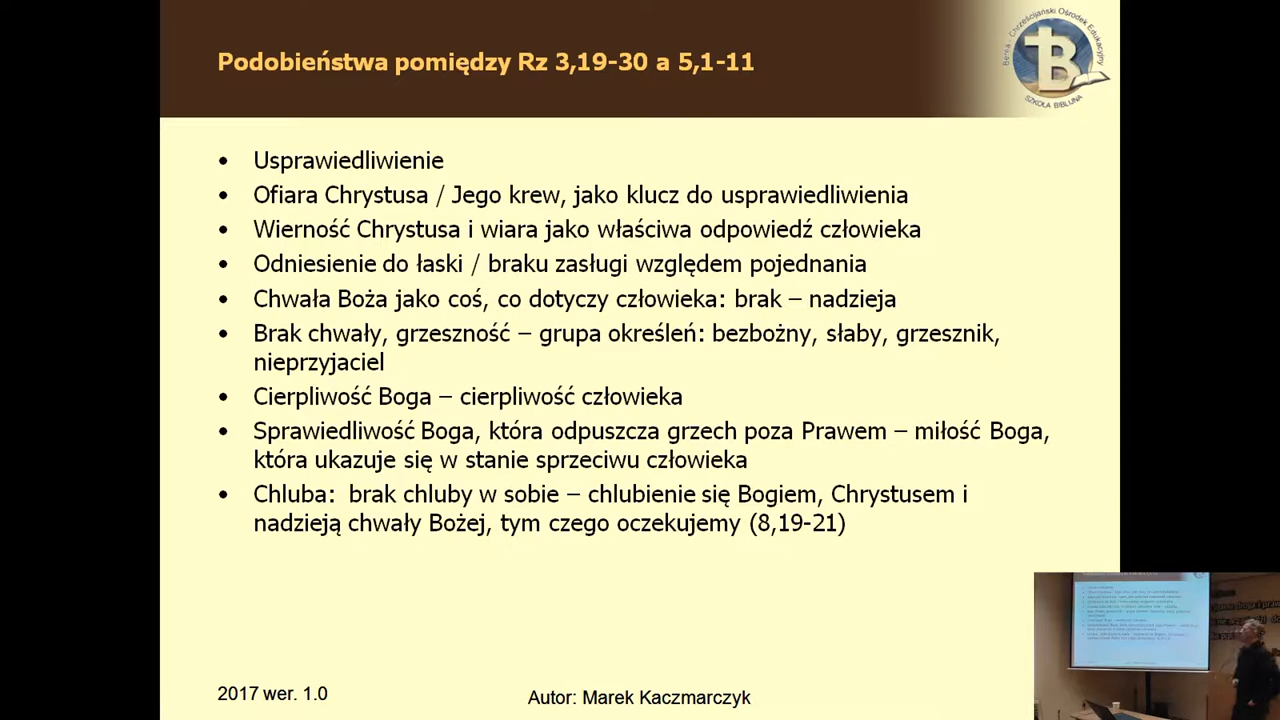 Podobieństwa pomiędzy Rz 3,19-30 a 5,1-11
Berea - Chrześcijański Ośrodek Edukacyjny
SZKOŁA BIBLIJNA
• Usprawiedliwienie
• Ofiara Chrystusa / Jego krew, jako klucz do usprawiedliwienia
• Wierność Chrystusa i wiara jako właściwa odpowiedź człowieka
• Odniesienie do łaski / braku zasługi względem pojednania
• Chwała Boża jako coś, co dotyczy człowieka: brak – nadzieja
• Brak chwały, grzeszność – grupa określeń: bezbożny, słaby, grzesznik,
nieprzyjaciel
• Cierpliwość Boga – cierpliwość człowieka
• Sprawiedliwość Boga, która odpuszcza grzech poza Prawem – miłość Boga,
która ukazuje się w stanie sprzeciwu człowieka
• Chluba:  brak chluby w sobie – chlubienie się Bogiem, Chrystusem i
nadzieją chwały Bożej, tym czego oczekujemy (8,19-21)
2017 wer. 1.0
Autor: Marek Kaczmarczyk